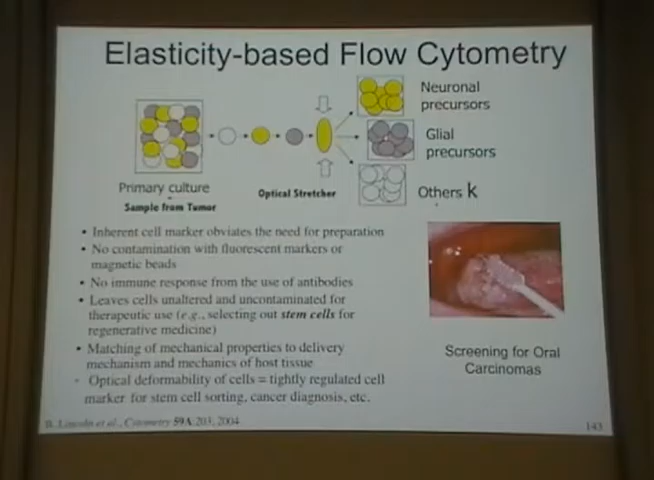 Elasticity-based Flow Cytometry
Neuronal
precursors
Glial
precursors
Others k
Primary culture
Sample from Tumor
Optical Stretcher
• Inherent cell marker obviates the need for preparation
• No contamination with fluorescent markers or
magnetic beads
• No immune response from the use of antibodies
• Leaves cells unaltered and uncontaminated for
therapeutic use (e.g., selecting out stem cells for
regenerative medicine)
• Matching of mechanical properties to delivery
mechanism and mechanics of host tissue
• Optical deformability of cells = tightly regulated cell
marker for stem cell sorting, cancer diagnosis, etc.
Screening for Oral
Carcinomas
B. Lincoln et al., Cytometry 59A, 203, 2004
143